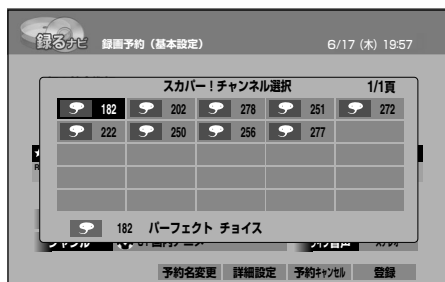 録るナビ 録画予約（基本設定） 6/17 (木) 19:57
スカパー！チャンネル選択 1/1頁
182 202 278 251 272
222 250 256 277
182 パーフェクト チョイス
予約名変更 詳細設定 予約ｷｬﾝｾﾙ 登録